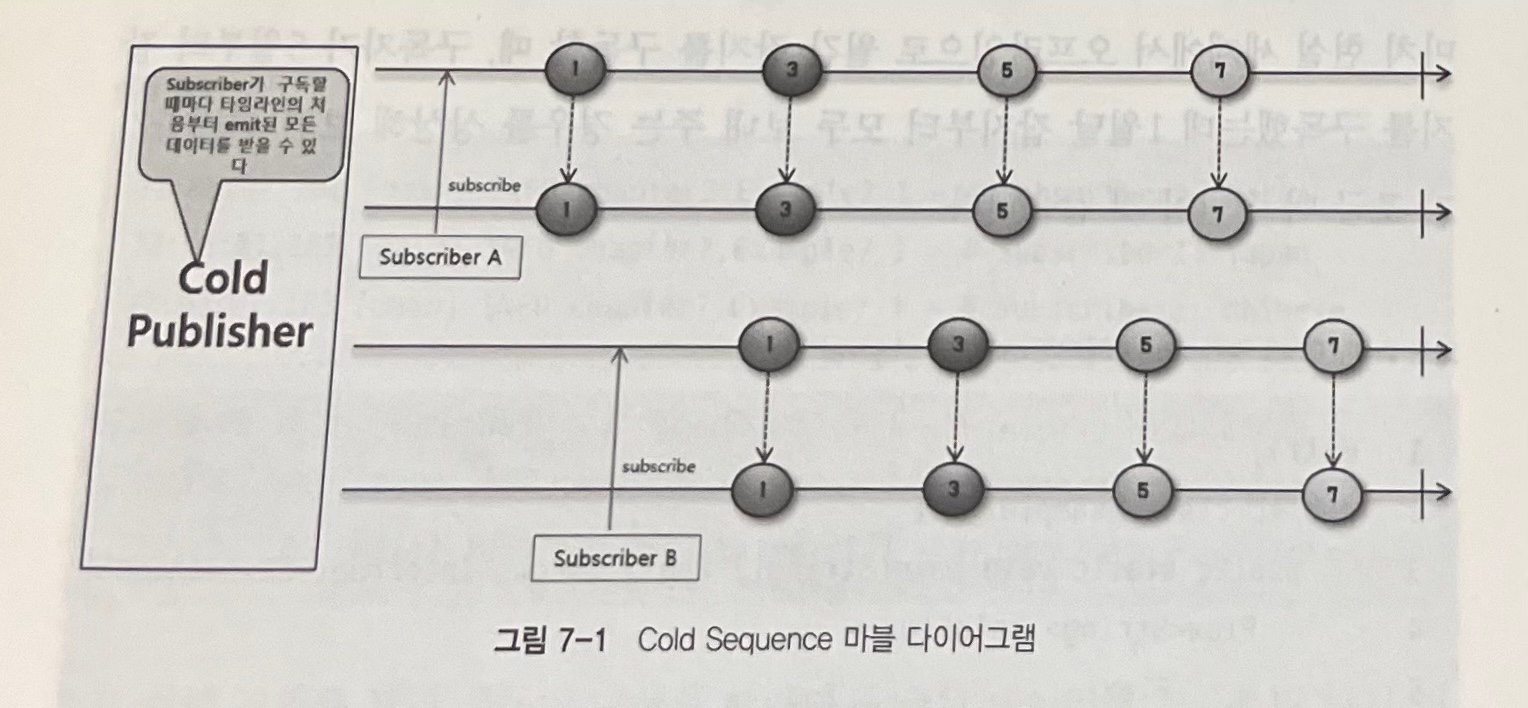 Subscriber가 구독할
때마다 타임라인의 처
음부터 emit된 모든
데이터를 받을 수 있
다
Cold
Publisher
1 3 5 7
subscribe
1 3 5 7
Subscriber A
1 3 5 7
subscribe
1 3 5 7
Subscriber B
그림 7-1 Cold Sequence 마블 다이어그램